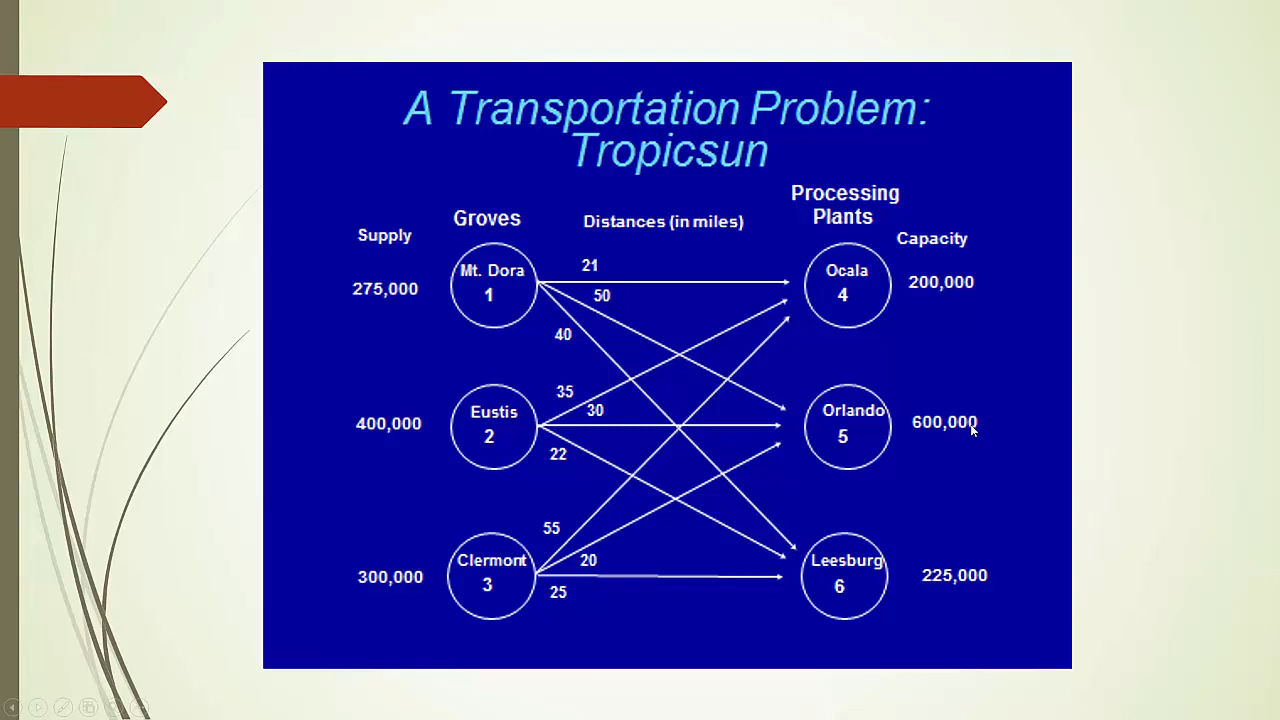 A Transportation Problem:
Tropicsun
Processing
Plants
Groves
Distances (in miles)
Supply
Capacity
275,000
Mt. Dora
1
21
50
40
Ocala
4
200,000
400,000
Eustis
2
35
30
22
Orlando
5
600,000
300,000
Clermont
3
55
20
25
Leesburg
6
225,000